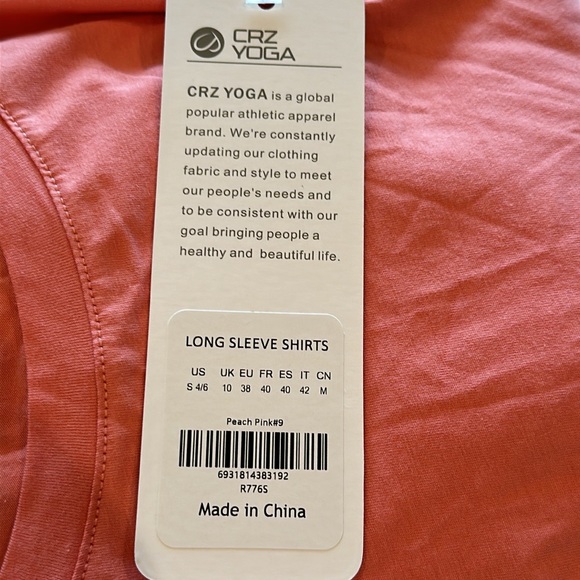 CRZ
YOGA
CRZ YOGA is a global
popular athletic apparel
brand. We're constantly
updating our clothing
fabric and style to meet
our people's needs and
to be consistent with our
goal bringing people a
healthy and beautiful life.
LONG SLEEVE SHIRTS
US UK EU FR ES IT CN
S 4/6 10 38 40 40 42 M
Peach Pink#9
6931814383192
R776S
Made in China